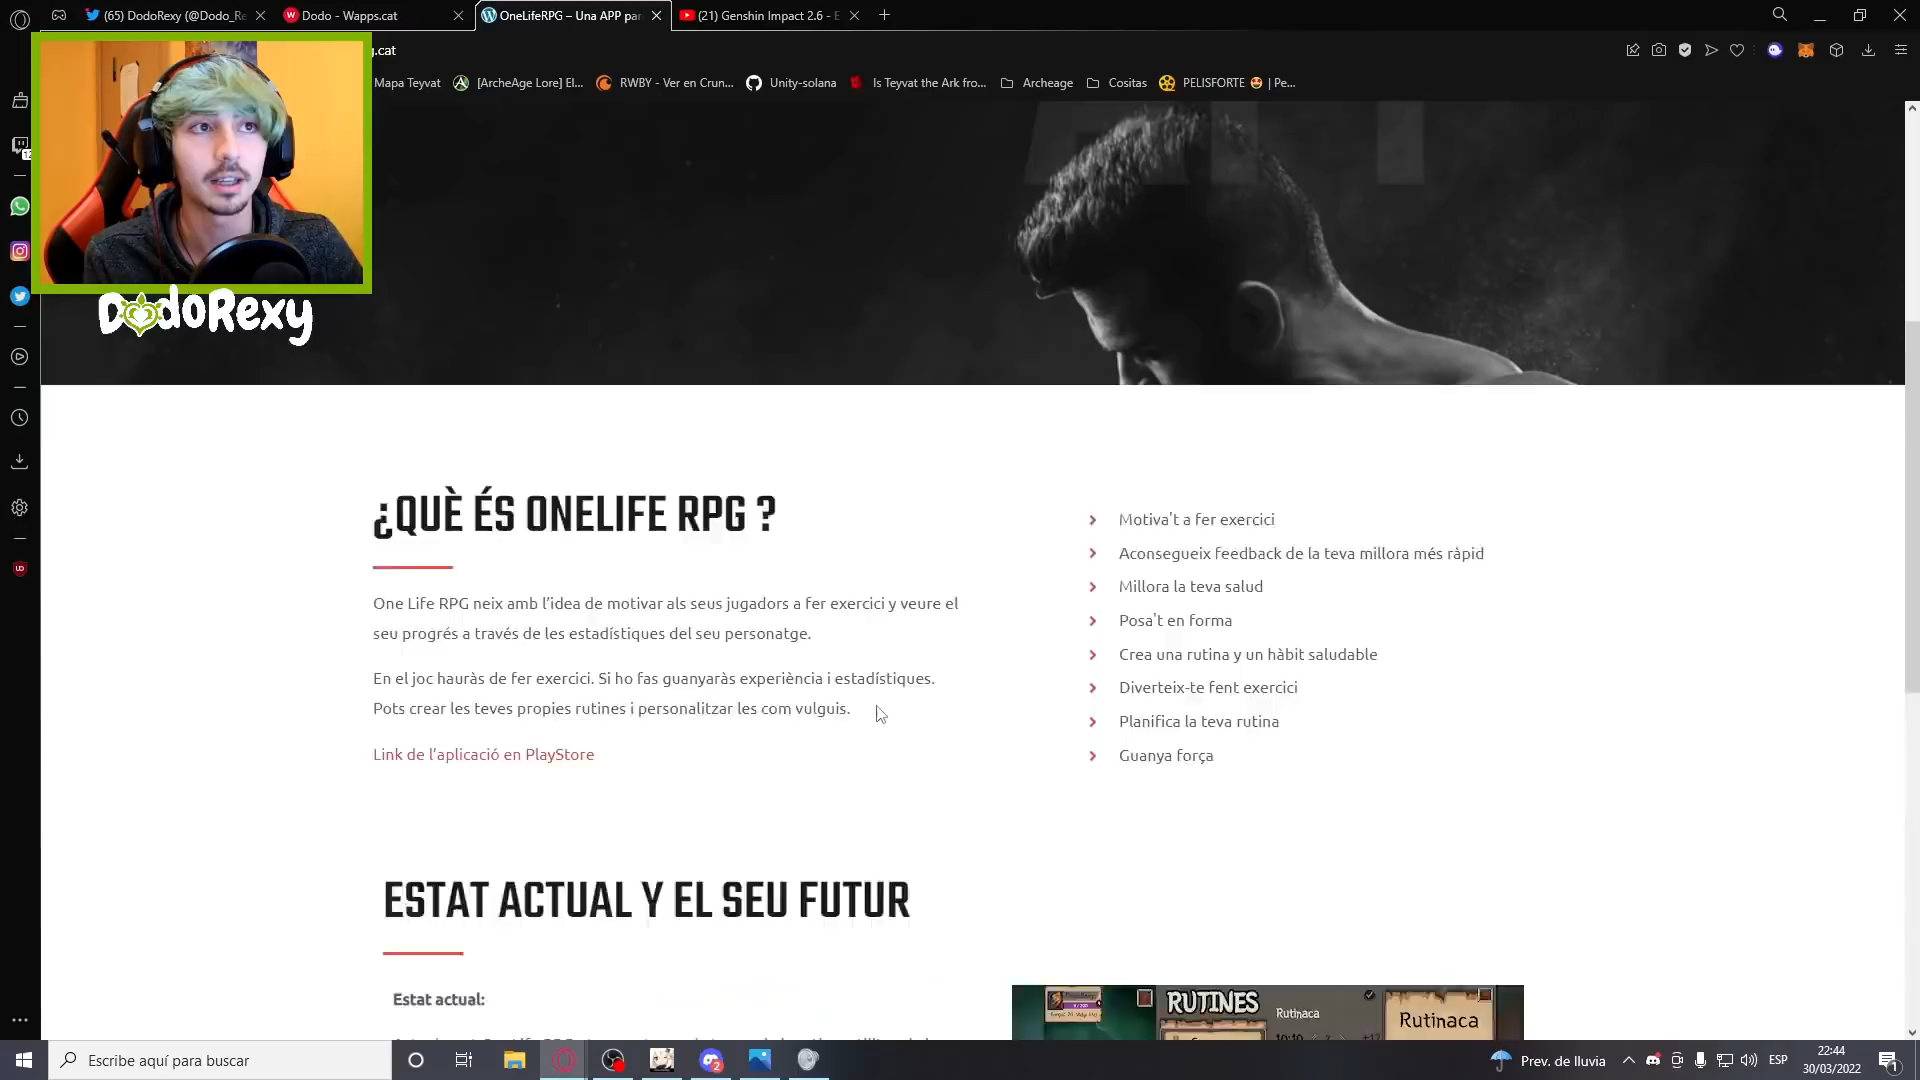 (65) DodoRexy (@Dodo_Re
Dodo - Wapps.cat
OneLifeRPG – Una APP par
(21) Genshin Impact 2.6 - E
.cat
Mapa Teyvat
[ArcheAge Lore] El...
RWBY - Ver en Crun...
Unity-solana
Is Teyvat the Ark fro...
Archeage
Cositas
PELISFORTE 🤩 | Pe...
DodoRexy
¿QUÈ ÉS ONELIFE RPG ?
One Life RPG neix amb l’idea de motivar als seus jugadors a fer exercici y veure el
seu progrés a través de les estadístiques del seu personatge.
En el joc hauràs de fer exercici. Si ho fas guanyaràs experiència i estadístiques.
Pots crear les teves propies rutines i personalitzar les com vulguis.
Link de l’aplicació en PlayStore
Motiva't a fer exercici
Aconsegueix feedback de la teva millora més ràpid
Millora la teva salud
Posa't en forma
Crea una rutina y un hàbit saludable
Diverteix-te fent exercici
Planifica la teva rutina
Guanya força
ESTAT ACTUAL Y EL SEU FUTUR
Estat actual:
RUTINES
Rutinaca
Rutinaca
Escribe aquí para buscar
2
Prev. de lluvia
ESP
22:44
30/03/2022
1